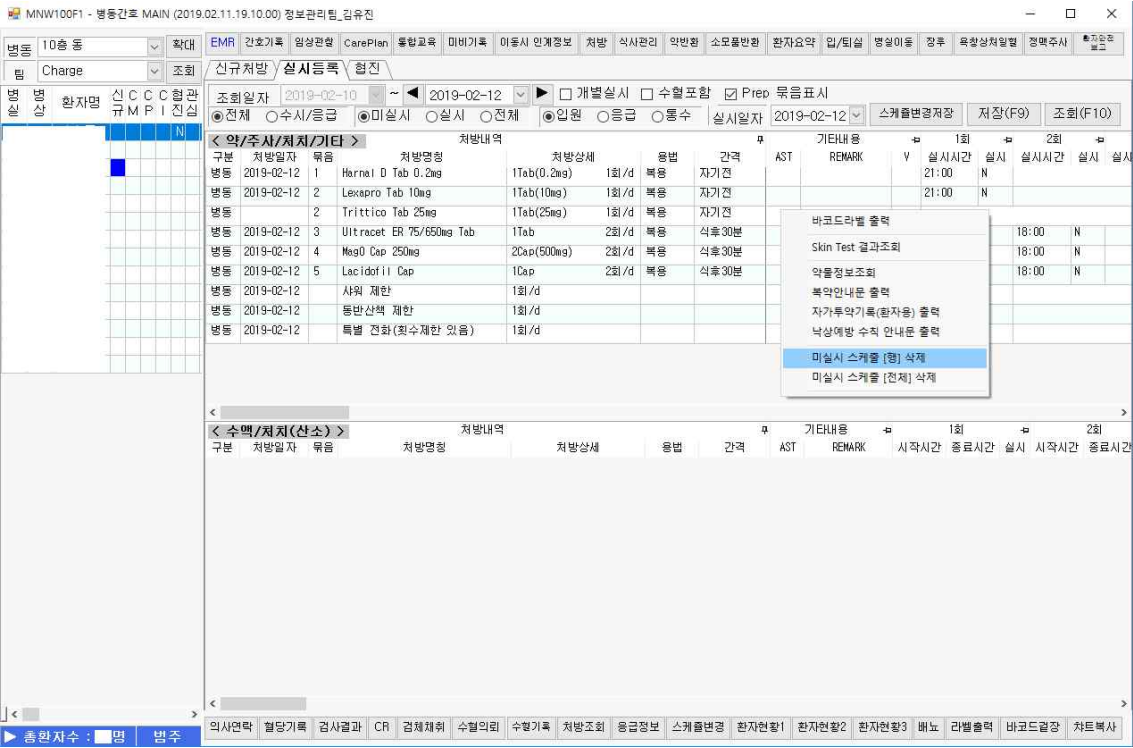 MNW100F1 - 병동간호 MAIN (2019.02.11.19.10.00) 정보관리팀_김유진
병동 10층 동 확대
팀 Charge 조회
병실 병상 환자명 신규 CC CM CP CI 협진 관심
N
EMR 간호기록 임상관찰 CarePlan 통합교육 미비기록 이동시 인계정보 처방 식사관리 약반환 소모품반환 환자요약 입/퇴실 병실이동 장루 욕창상처일혈 정맥주사 환자안전보고
신규처방 실시등록 협진
조회일자 2019-02-10 ~ ◀ 2019-02-12 ▶ 개별실시 수혈포함 Prep 묶음표시
전체 수시/응급 미실시 실시 전체 입원 응급 통수 실시일자 2019-02-12 스케쥴변경저장 저장(F9) 조회(F10)
< 약/주사/처치/기타 > 처방내역 기타내용 1회 2회
구분 처방일자 묶음 처방명칭 처방상세 용법 간격 AST REMARK V 실시시간 실시 실시시간 실시 실시
병동 2019-02-12 1 Harnal D Tab 0.2mg 1Tab(0.2mg) 1회/d 복용 자기전 21:00 N
병동 2019-02-12 2 Lexapro Tab 10mg 1Tab(10mg) 1회/d 복용 자기전 21:00 N
병동 2 Trittico Tab 25mg 1Tab(25mg) 1회/d 복용 자기전
병동 2019-02-12 3 Ultracet ER 75/650mg Tab 1Tab 2회/d 복용 식후30분 18:00 N
병동 2019-02-12 4 MagO Cap 250mg 2Cap(500mg) 2회/d 복용 식후30분 18:00 N
병동 2019-02-12 5 Lacidofil Cap 1Cap 2회/d 복용 식후30분 18:00 N
병동 2019-02-12 샤워 제한 1회/d
병동 2019-02-12 동반산책 제한 1회/d
병동 2019-02-12 특별 전화(횟수제한 있음) 1회/d
바코드라벨 출력
Skin Test 결과조회
약물정보조회
복약안내문 출력
자가투약기록(환자용) 출력
낙상예방 수칙 안내문 출력
미실시 스케줄 [행] 삭제
미실시 스케줄 [전체] 삭제
< 수액/처치(산소) > 처방내역 기타내용 1회 2회
구분 처방일자 묶음 처방명칭 처방상세 용법 간격 AST REMARK 시작시간 종료시간 실시 시작시간 종료시간
의사연락 혈당기록 검사결과 CR 검체채취 수혈의뢰 수혈기록 처방조회 응급정보 스케쥴변경 환자현황1 환자현황2 환자현황3 배뇨 라벨출력 바코드겉장 챠트복사
▶ 총환자수 : 명 범주